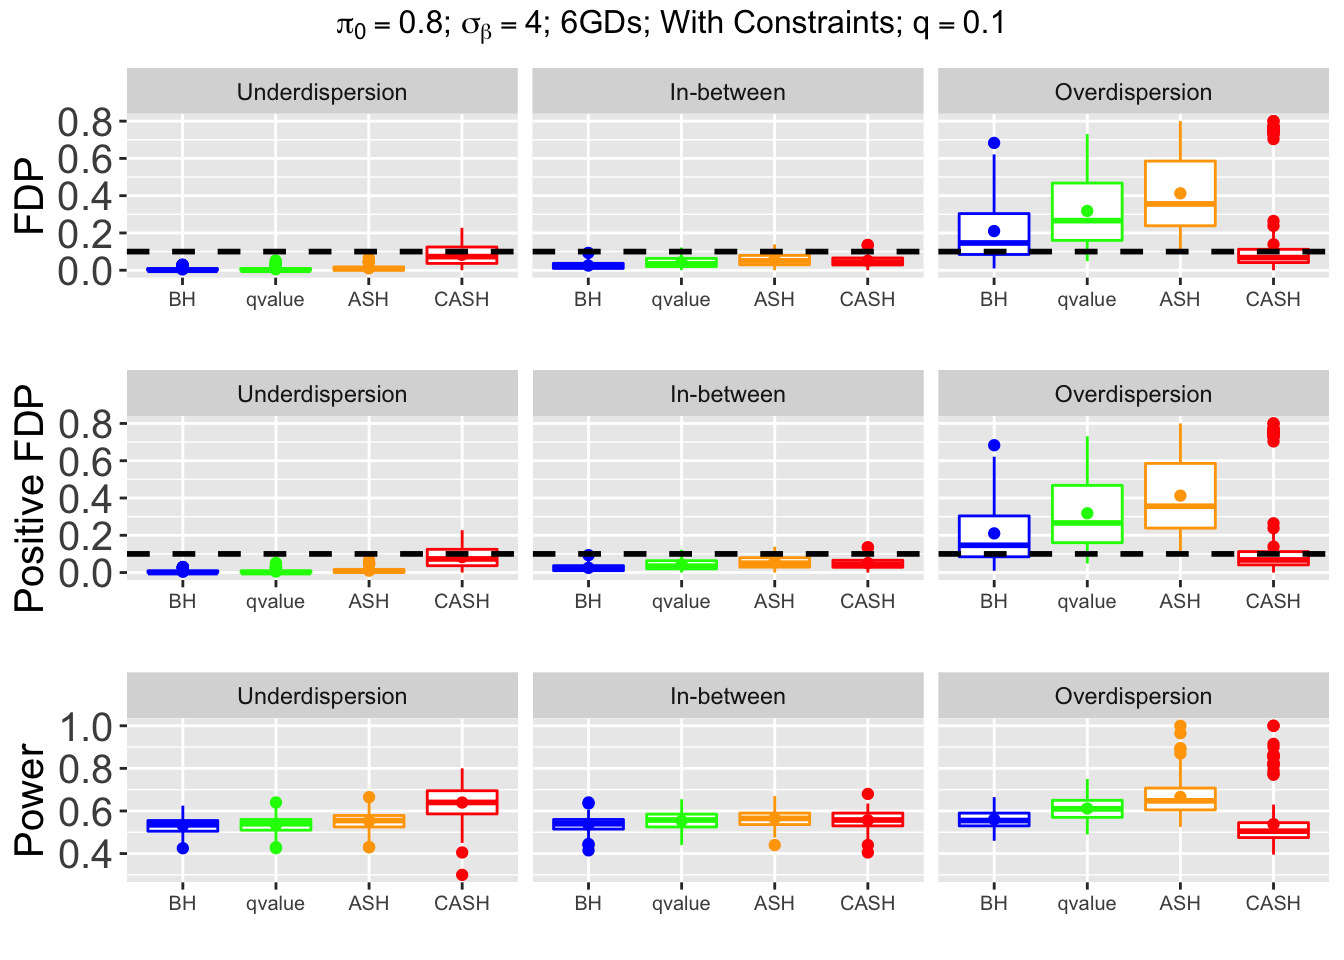 π₀ = 0.8; σᵦ = 4; 6GDs; With Constraints; q = 0.1
Underdispersion In-between Overdispersion
FDP
0.8
0.6
0.4
0.2
0.0
BH qvalue ASH CASH BH qvalue ASH CASH BH qvalue ASH CASH
Underdispersion In-between Overdispersion
Positive FDP
0.8
0.6
0.4
0.2
0.0
BH qvalue ASH CASH BH qvalue ASH CASH BH qvalue ASH CASH
Underdispersion In-between Overdispersion
Power
1.0
0.8
0.6
0.4
BH qvalue ASH CASH BH qvalue ASH CASH BH qvalue ASH CASH